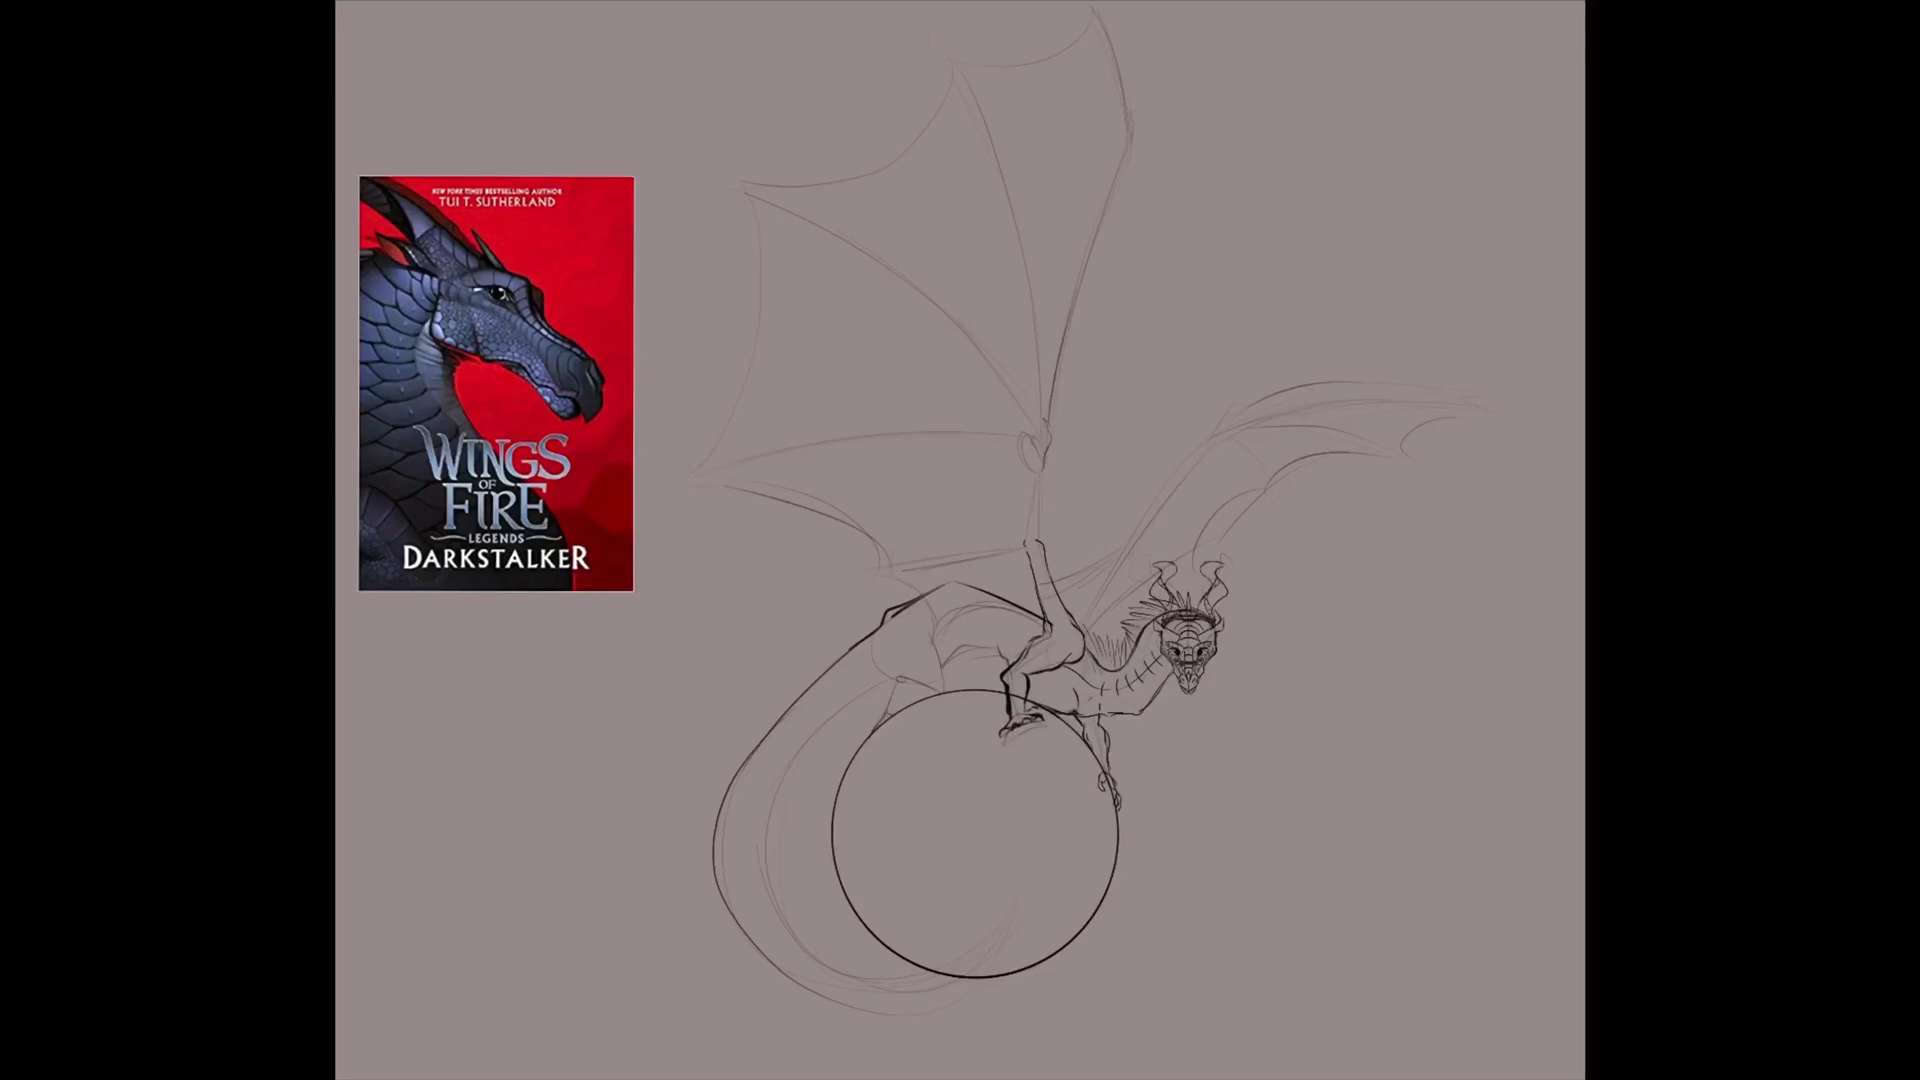 NEW YORK TIMES BESTSELLING AUTHOR
TUI T. SUTHERLAND
WINGS
OF
FIRE
LEGENDS
DARKSTALKER